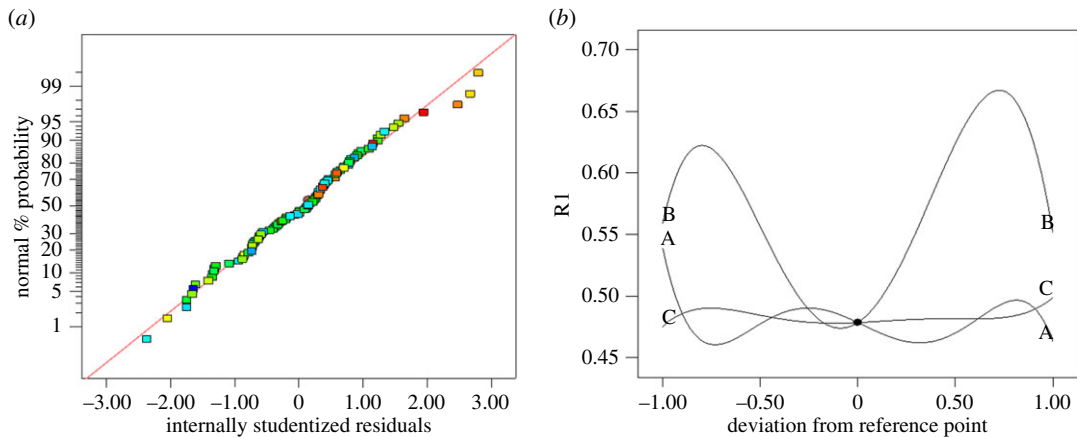 (a)
normal % probability
99
95
90
80
70
50
30
20
10
5
1
–3.00 –2.00 –1.00 0 1.00 2.00 3.00
internally studentized residuals
(b)
R1
0.70
0.65
0.60
0.55
0.50
0.45
B
A
C
B
C
A
–1.00 –0.50 0 0.50 1.00
deviation from reference point